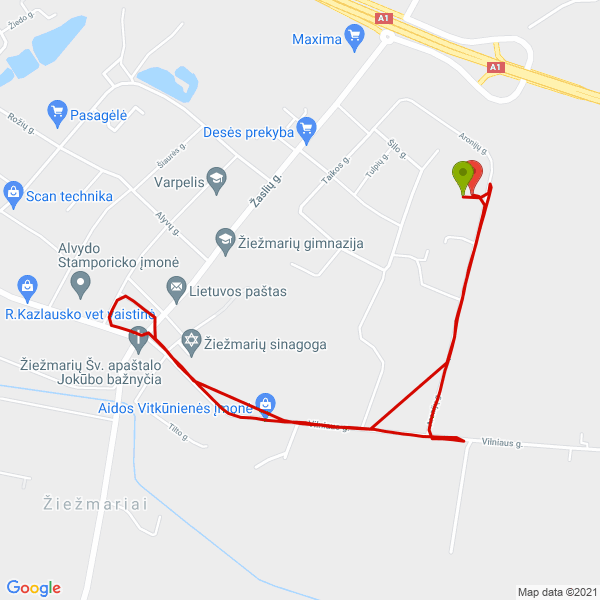 Žiedo g.
A1
Maxima
A1
Pasagėlė
Rožių g.
Desės prekyba
Aronijų g.
Šiaurės g.
Šilo g.
Tulpių g.
Taikos g.
Varpelis
Scan technika
Žaslių g.
Alyvų g.
Žiežmarių gimnazija
Alvydo
Stamporicko įmonė
Lietuvos paštas
R.Kazlausko vet vaistinė
Žiežmarių sinagoga
Žiežmarių Šv. apaštalo
Jokūbo bažnyčia
Aidos Vitkūnienės įmonė
Vilniaus g.
Tilto g.
Vilniaus g.
Žiežmariai
Google
Map data ©2021